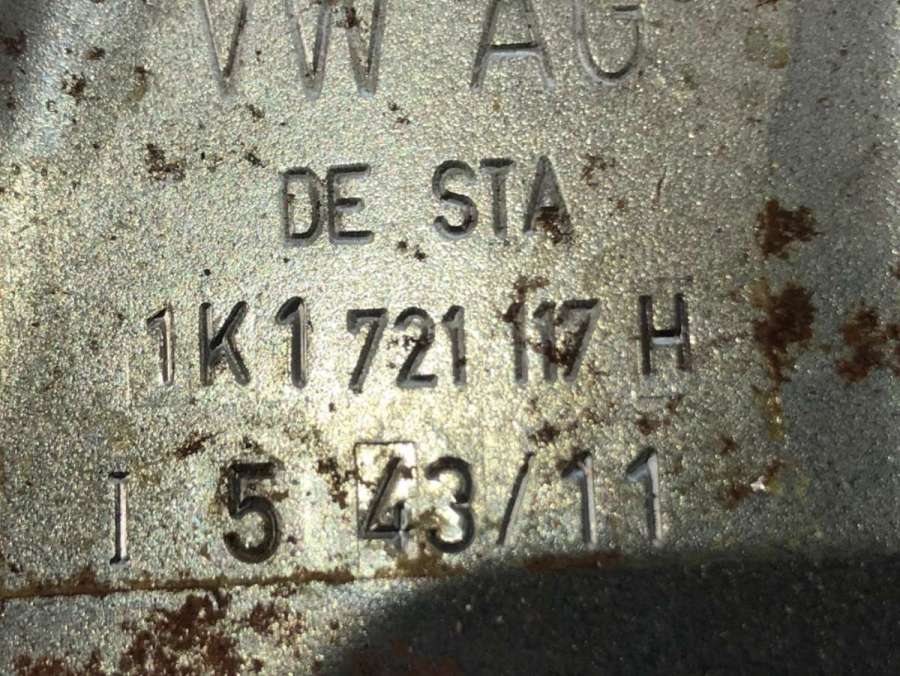 VW AG
DE STA
1K1 721 117 H
I 5 43/11